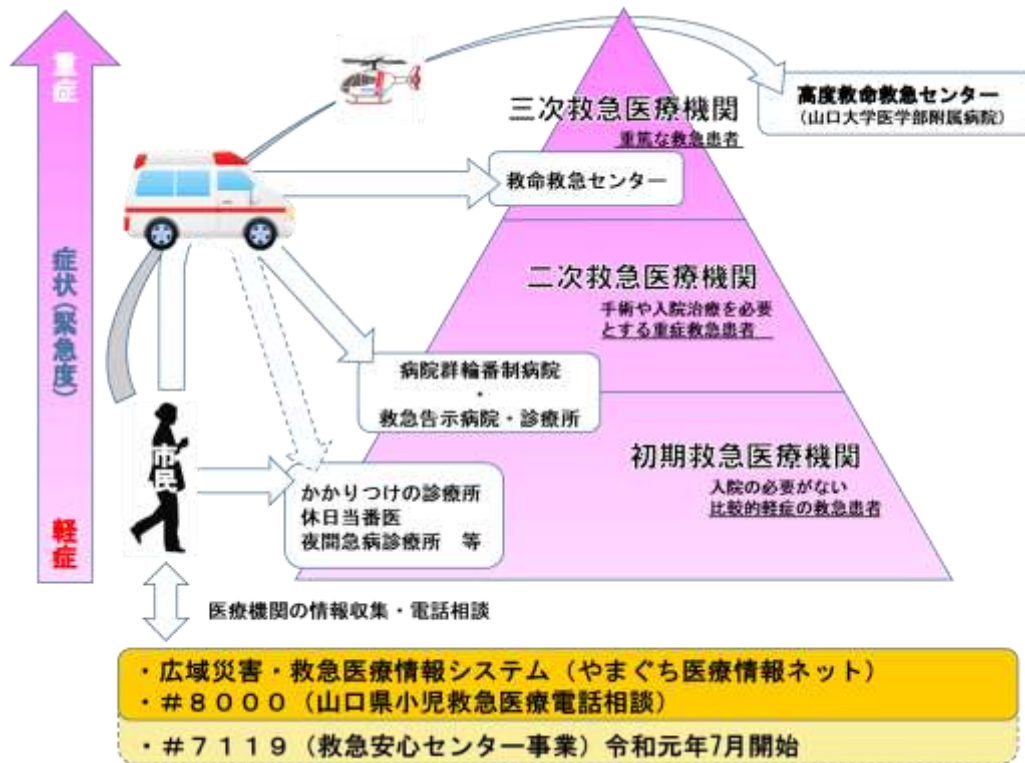 重症
症状(緊急度)
軽症
三次救急医療機関
重篤な救急患者
高度救命救急センター
（山口大学医学部附属病院）
救命救急センター
二次救急医療機関
手術や入院治療を必要
とする重症救急患者
病院群輪番制病院
・
救急告示病院・診療所
初期救急医療機関
入院の必要がない
比較的軽症の救急患者
市民
かかりつけの診療所
休日当番医
夜間急病診療所　等
医療機関の情報収集・電話相談
・広域災害・救急医療情報システム（やまぐち医療情報ネット）
・＃８０００（山口県小児救急医療電話相談）
・＃７１１９（救急安心センター事業）令和元年7月開始